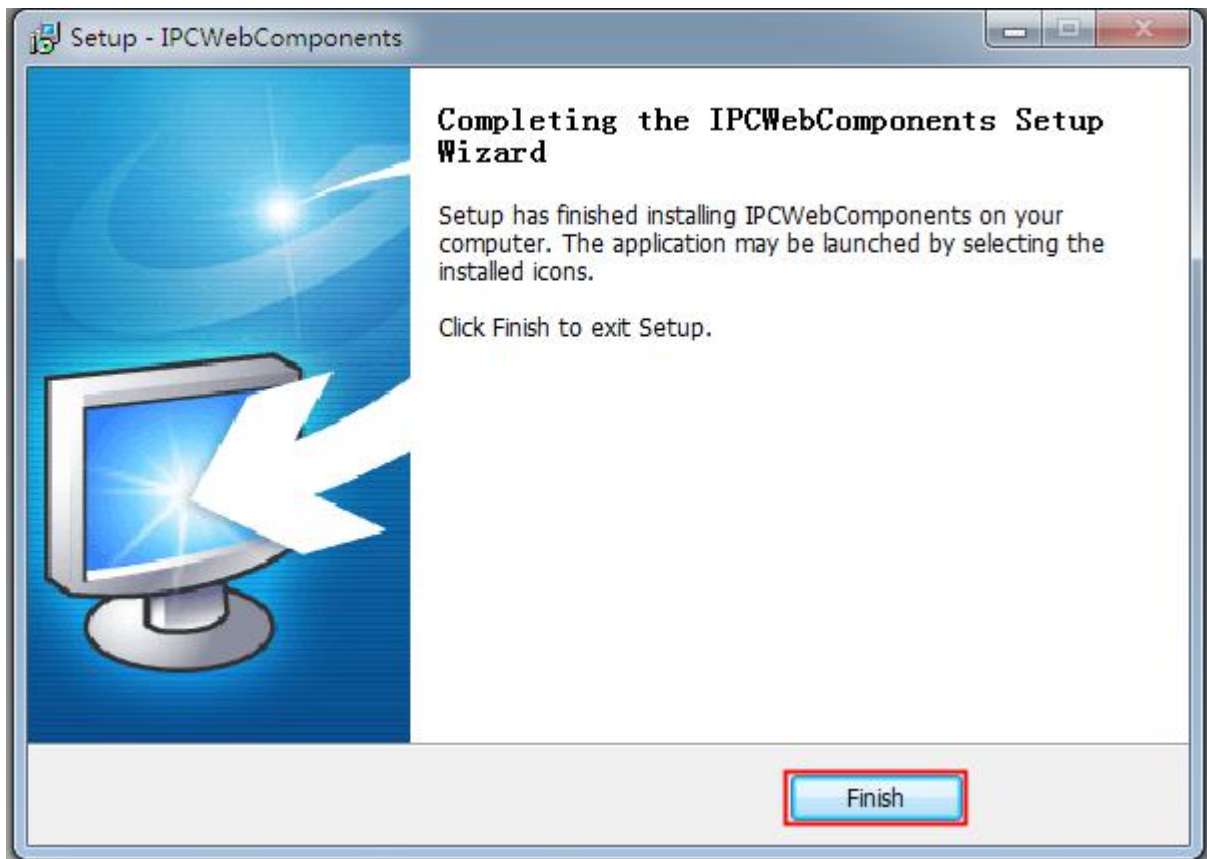 Setup - IPCWebComponents
Completing the IPCWebComponents Setup
Wizard
Setup has finished installing IPCWebComponents on your
computer. The application may be launched by selecting the
installed icons.
Click Finish to exit Setup.
Finish